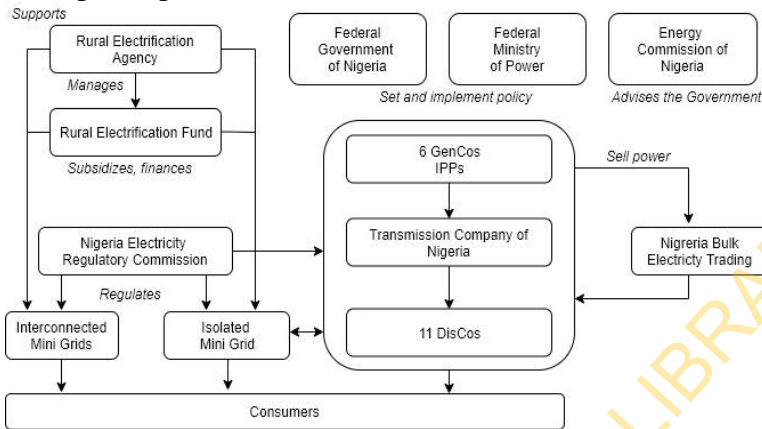 Supports
Rural Electrification
Agency
Manages
Rural Electrification Fund
Subsidizes, finances
Federal
Government
of Nigeria
Federal
Ministry
of Power
Energy
Commission of
Nigeria
Set and implement policy
Advises the Government
6 GenCos
IPPs
Sell power
Transmission Company of
Nigeria
Nigreria Bulk
Electricty Trading
11 DisCos
Nigeria Electricity
Regulatory Commission
Regulates
Interconnected
Mini Grids
Isolated
Mini Grid
Consumers
LIBRA